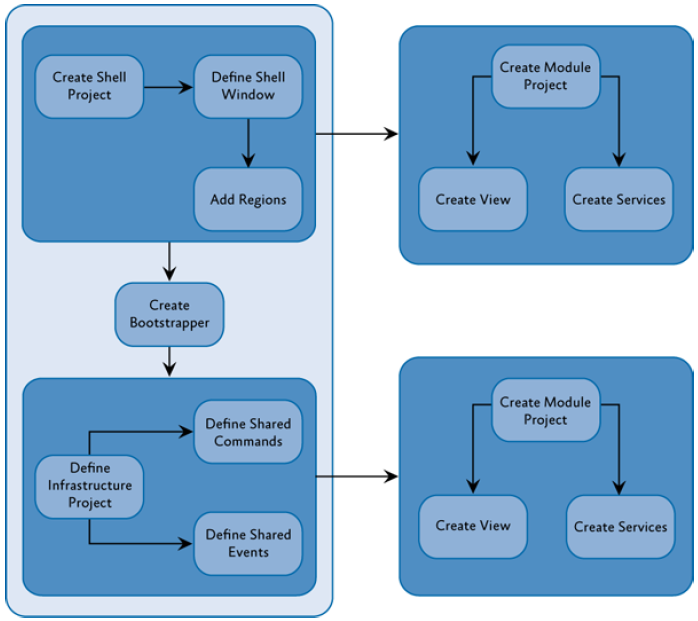 Create Shell
Project
Define Shell
Window
Add Regions
Create
Bootstrapper
Define
Infrastructure
Project
Define Shared
Commands
Define Shared
Events
Create Module
Project
Create View
Create Services
Create Module
Project
Create View
Create Services